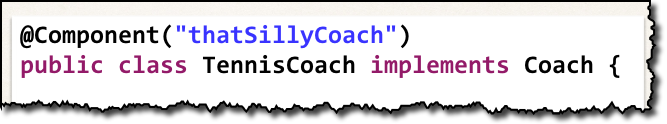 @Component("thatSillyCoach")
public class TennisCoach implements Coach {